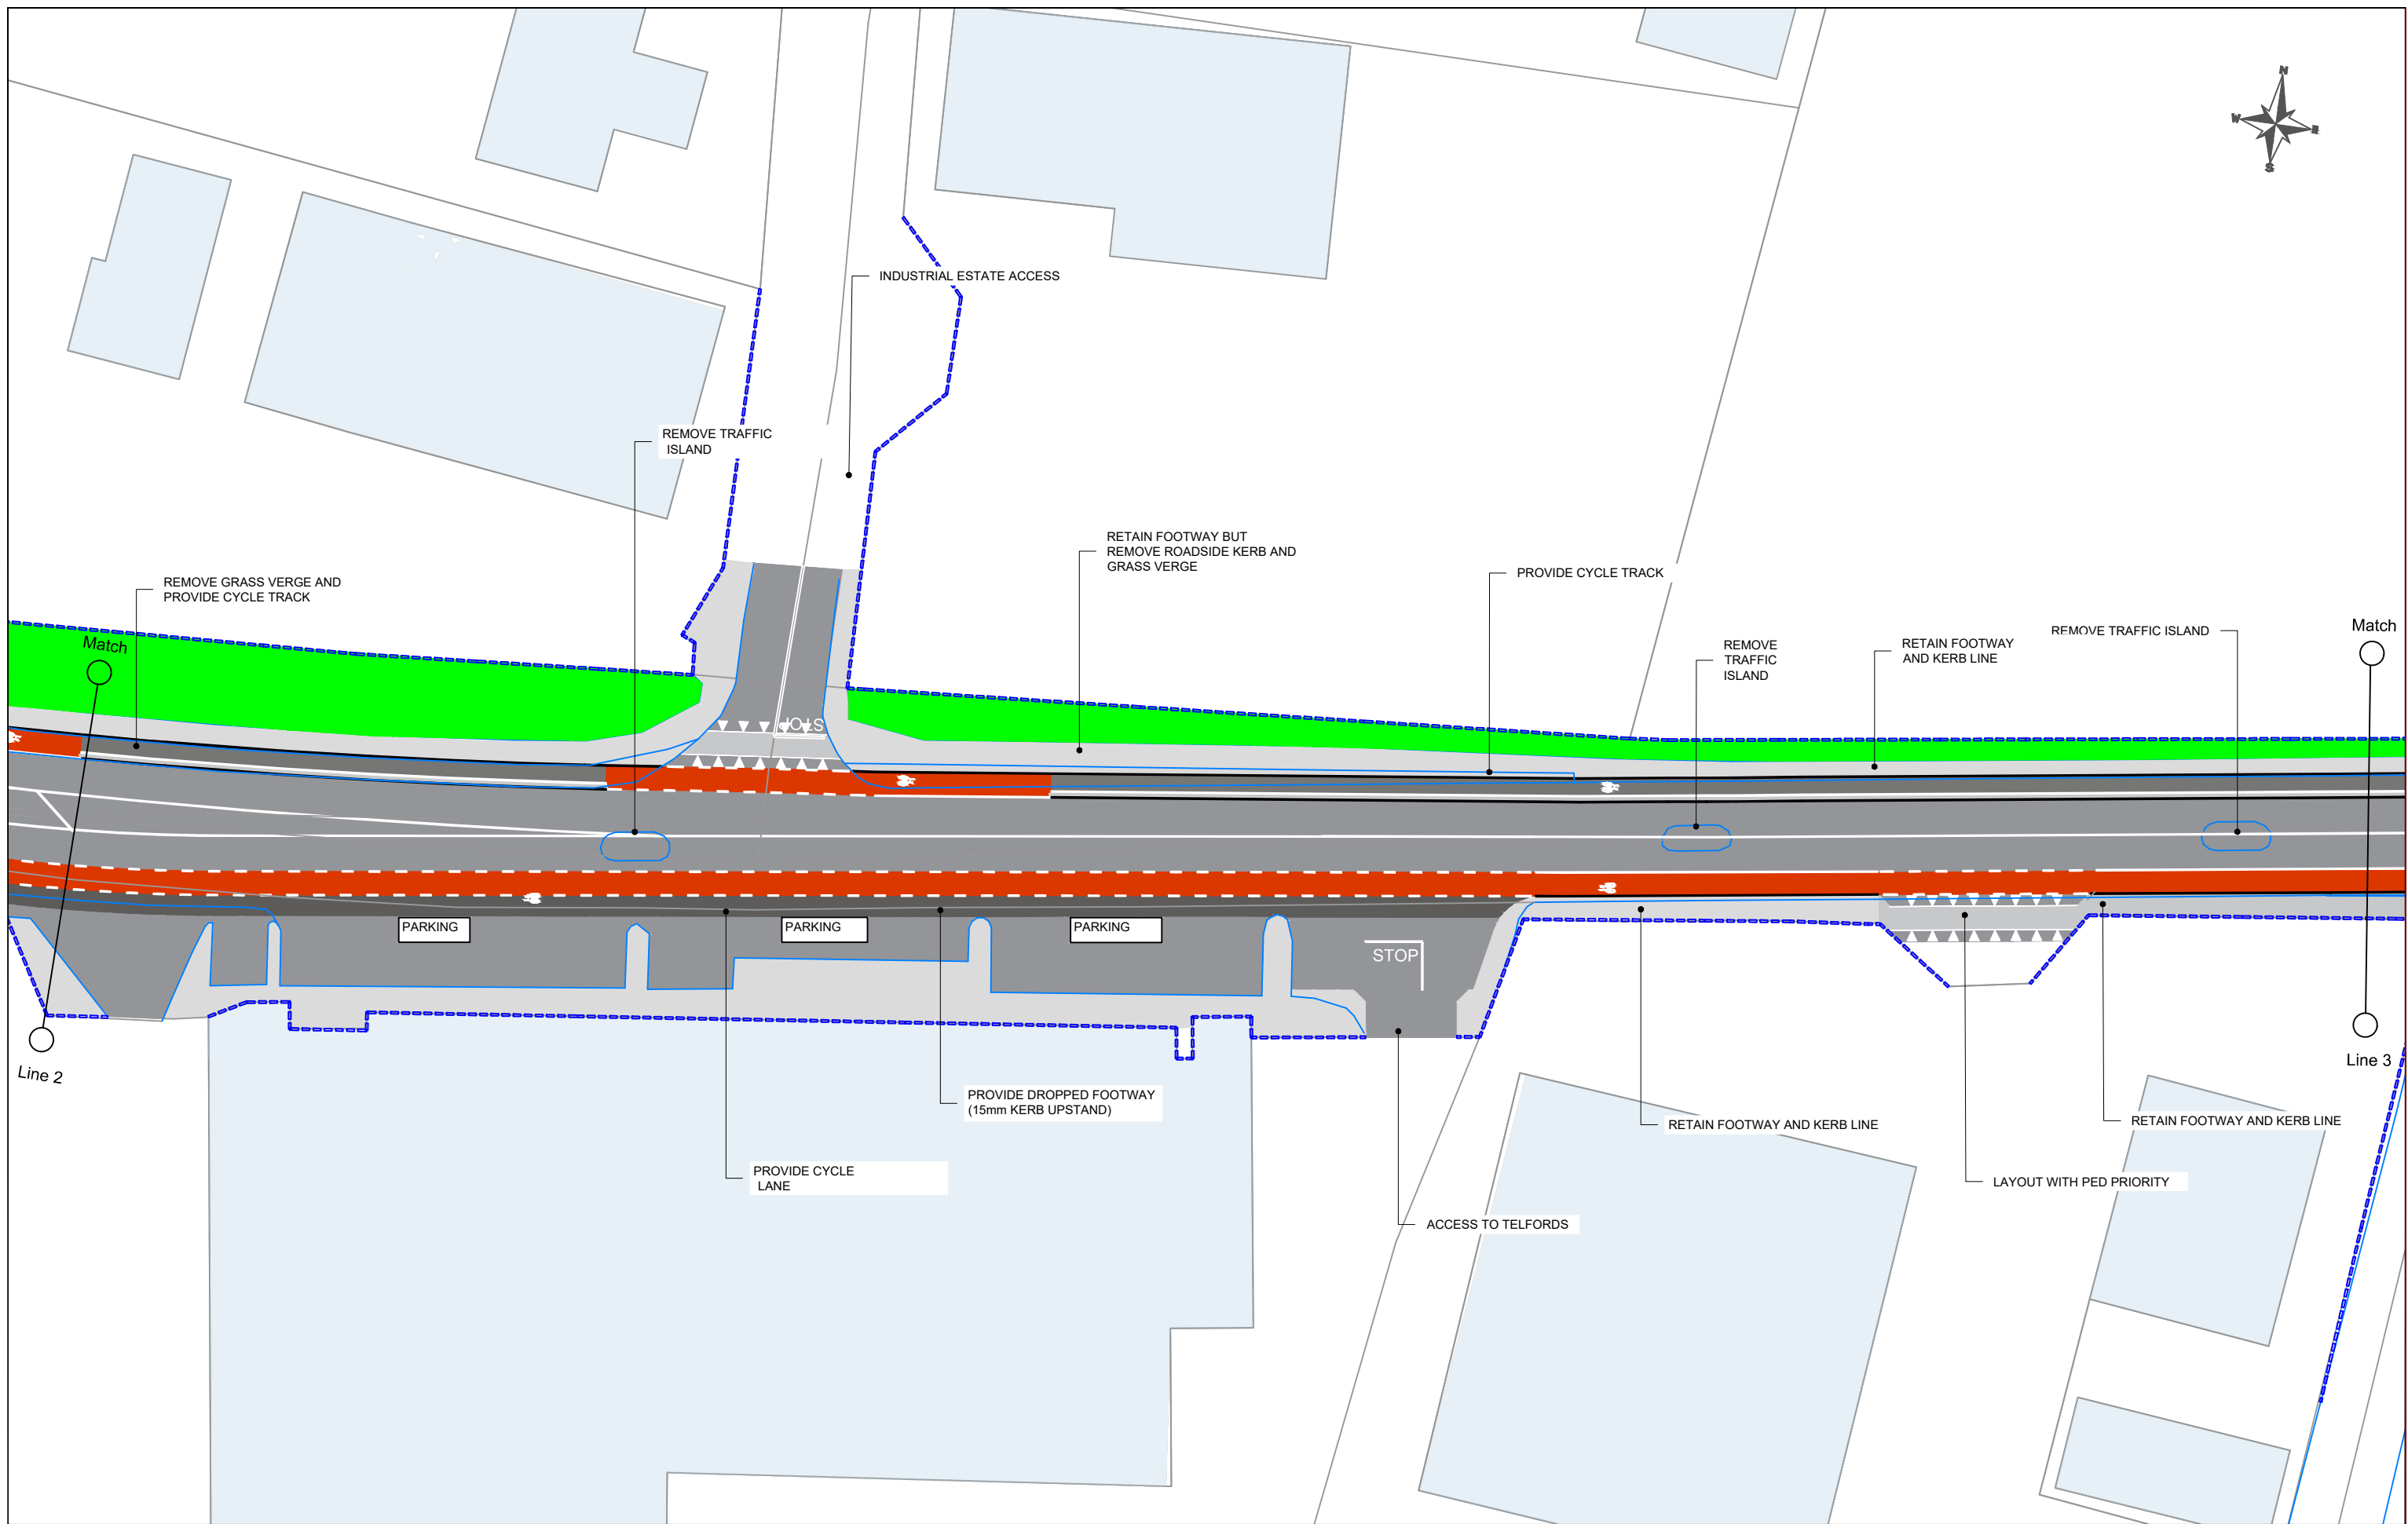 N
W
E
S
INDUSTRIAL ESTATE ACCESS
REMOVE TRAFFIC
ISLAND
RETAIN FOOTWAY BUT
REMOVE ROADSIDE KERB AND
GRASS VERGE
PROVIDE CYCLE TRACK
REMOVE GRASS VERGE AND
PROVIDE CYCLE TRACK
Match
REMOVE
TRAFFIC
ISLAND
RETAIN FOOTWAY
AND KERB LINE
REMOVE TRAFFIC ISLAND
Match
STOP
PARKING
PARKING
PARKING
STOP
Line 2
Line 3
PROVIDE DROPPED FOOTWAY
(15mm KERB UPSTAND)
RETAIN FOOTWAY AND KERB LINE
RETAIN FOOTWAY AND KERB LINE
PROVIDE CYCLE
LANE
LAYOUT WITH PED PRIORITY
ACCESS TO TELFORDS